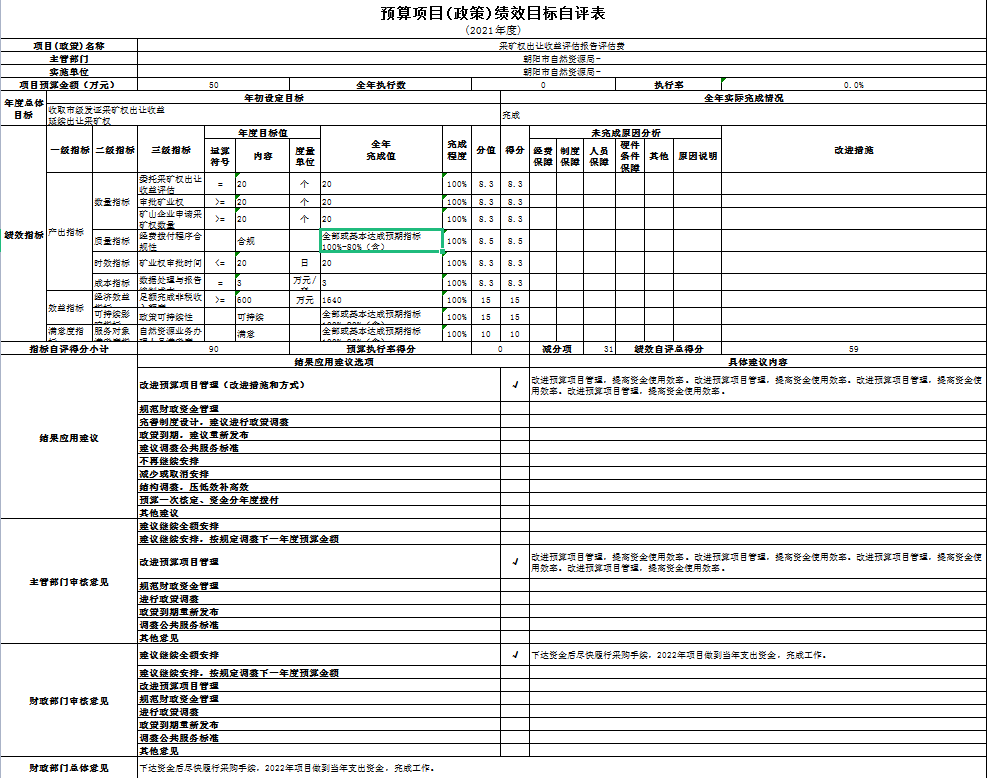 预算项目(政策)绩效目标自评表
(2021年度)
项目(政策)名称 采矿权出让收益评估报告评估费
主管部门 朝阳市自然资源局-
实施单位 朝阳市自然资源局-
项目预算金额（万元） 50 全年执行数 0 执行率 0.0%
年度总体目标 年初设定目标 全年实际完成情况
收取市级发证采矿权出让收益
延续出让采矿权
完成
绩效指标 一级指标 二级指标 三级指标 年度目标值 全年完成值 完成程度 分值 得分 未完成原因分析 改进措施
运算符号 内容 度量单位 经费保障 制度保障 人员保障 硬件条件保障 其他 原因说明
产出指标 数量指标 委托采矿权出让收益评估 = 20 个 20 100% 8.3 8.3
审批矿业权 >= 20 个 20 100% 8.3 8.3
矿山企业申请采矿权数量 >= 20 个 20 100% 8.3 8.3
质量指标 经费拨付程序合规性 合规 全部或基本达成预期指标100%-80%（含） 100% 8.5 8.5
时效指标 矿业权审批时间 <= 20 日 20 100% 8.3 8.3
成本指标 数据处理与报告 = 3 万元/ 3 100% 8.3 8.3
效益指标 经济效益 足额完成非税收 >= 600 万元 1640 100% 15 15
可持续影 政策可持续性 可持续 全部或基本达成预期指标 100% 15 15
满意度指 服务对象 自然资源业务办 满意 全部或基本达成预期指标 100% 10 10
指标自评得分小计 90 预算执行率得分 0 减分项 31 绩效自评总得分 59
结果应用建议 结果应用建议选项 具体建议内容
改进预算项目管理（改进措施和方式） ✓ 改进预算项目管理，提高资金使用效率。改进预算项目管理，提高资金使用效率。改进预算项目管理，提高资金使用效率。改进预算项目管理，提高资金使用效率。
规范财政资金管理
完善制度设计，建议进行政策调整
政策到期，建议重新发布
建议调整公共服务标准
不再继续安排
减少或取消安排
结构调整，压低效补高效
预算一次核定、资金分年度拨付
其他建议
主管部门审核意见 建议继续全额安排
建议继续安排，按规定调整下一年度预算金额
改进预算项目管理 ✓ 改进预算项目管理，提高资金使用效率。改进预算项目管理，提高资金使用效率。改进预算项目管理，提高资金使用效率。改进预算项目管理，提高资金使用效率。
规范财政资金管理
进行政策调整
政策到期重新发布
调整公共服务标准
其他意见
财政部门审核意见 建议继续全额安排 ✓ 下达资金后尽快履行采购手续，2022年项目做到当年支出资金，完成工作。
建议继续安排，按规定调整下一年度预算金额
改进预算项目管理
规范财政资金管理
进行政策调整
政策到期重新发布
调整公共服务标准
其他意见
财政部门总体意见 下达资金后尽快履行采购手续，2022年项目做到当年支出资金，完成工作。